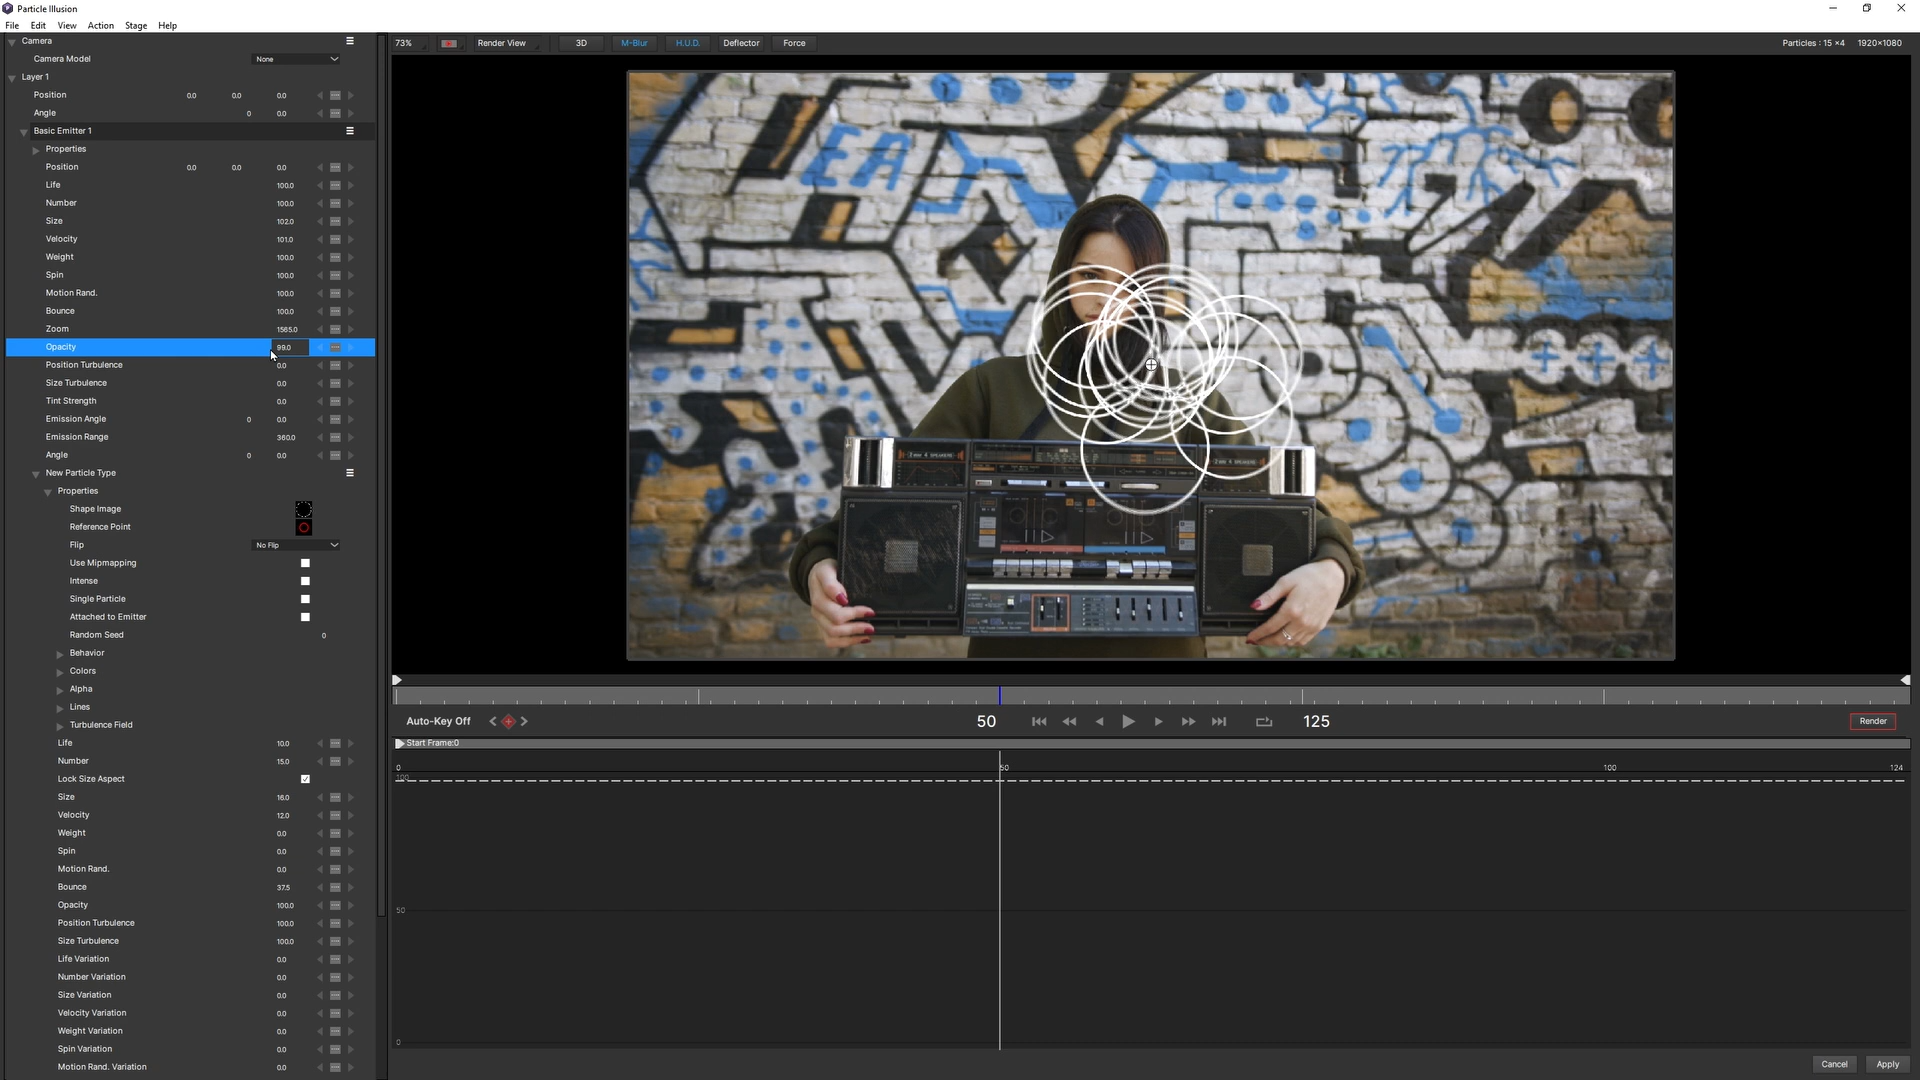 Particle Illusion
File Edit View Action Stage Help
Camera
Camera Model None
Layer 1
Position 0.0 0.0 0.0
Angle 0 0.0
Basic Emitter 1
Properties
Position 0.0 0.0 0.0
Life 100.0
Number 100.0
Size 102.0
Velocity 101.0
Weight 100.0
Spin 100.0
Motion Rand. 100.0
Bounce 100.0
Zoom 1565.0
Opacity 99.0
Position Turbulence 0.0
Size Turbulence 0.0
Tint Strength 0.0
Emission Angle 0 0.0
Emission Range 360.0
Angle 0 0.0
New Particle Type
Properties
Shape Image
Reference Point
Flip No Flip
Use Mipmapping
Intense
Single Particle
Attached to Emitter
Random Seed 0
Behavior
Colors
Alpha
Lines
Turbulence Field
Life 10.0
Number 15.0
Lock Size Aspect
Size 16.0
Velocity 12.0
Weight 0.0
Spin 0.0
Motion Rand. 0.0
Bounce 37.5
Opacity 100.0
Position Turbulence 100.0
Size Turbulence 100.0
Life Variation 0.0
Number Variation 0.0
Size Variation 0.0
Velocity Variation 0.0
Weight Variation 0.0
Spin Variation 0.0
Motion Rand. Variation 0.0
73% Render View 3D M-Blur H.U.D. Deflector Force Particles : 15 ×4 1920×1080
EA
Auto-Key Off 50 125 Render
Start Frame:0
0 50 100 124
100
50
0
Cancel Apply